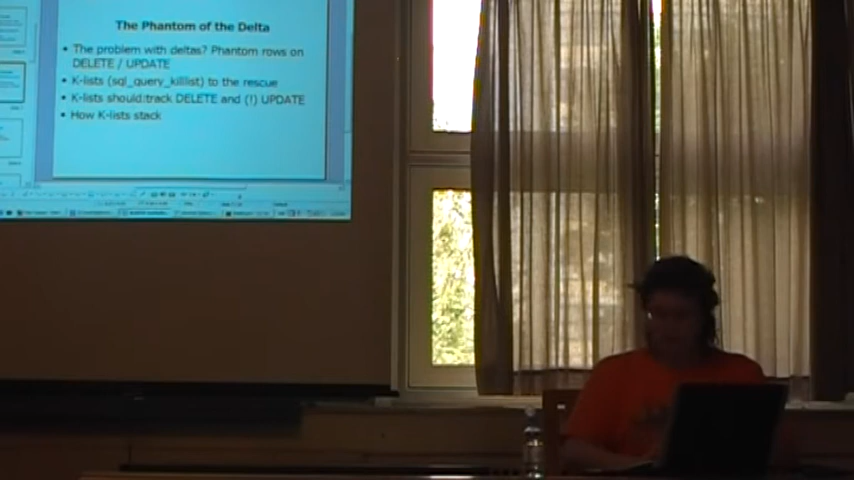 The Phantom of the Delta
• The problem with deltas? Phantom rows on
DELETE / UPDATE
• K-lists (sql_query_killlist) to the rescue
• K-lists should track DELETE and (!) UPDATE
• How K-lists stack